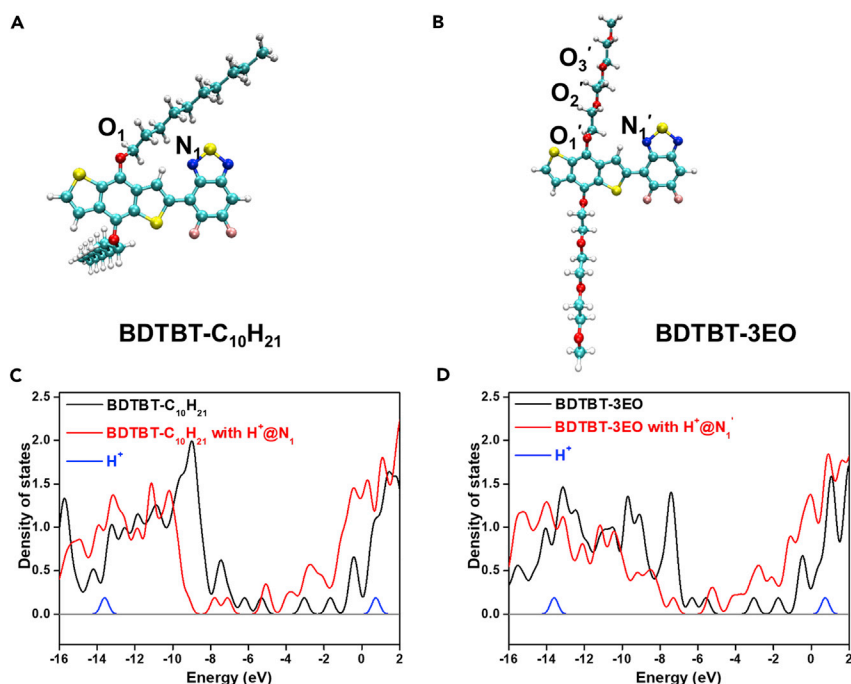 A
O₁
N₁
BDTBT-C₁₀H₂₁
B
O₃'
O₂'
O₁'
N₁'
BDTBT-3EO
C
Density of states
2.5
2.0
1.5
1.0
0.5
0.0
BDTBT-C₁₀H₂₁
BDTBT-C₁₀H₂₁ with H⁺@N₁
H⁺
-16 -14 -12 -10 -8 -6 -4 -2 0 2
Energy (eV)
D
Density of states
2.5
2.0
1.5
1.0
0.5
0.0
BDTBT-3EO
BDTBT-3EO with H⁺@N₁'
H⁺
-16 -14 -12 -10 -8 -6 -4 -2 0 2
Energy (eV)